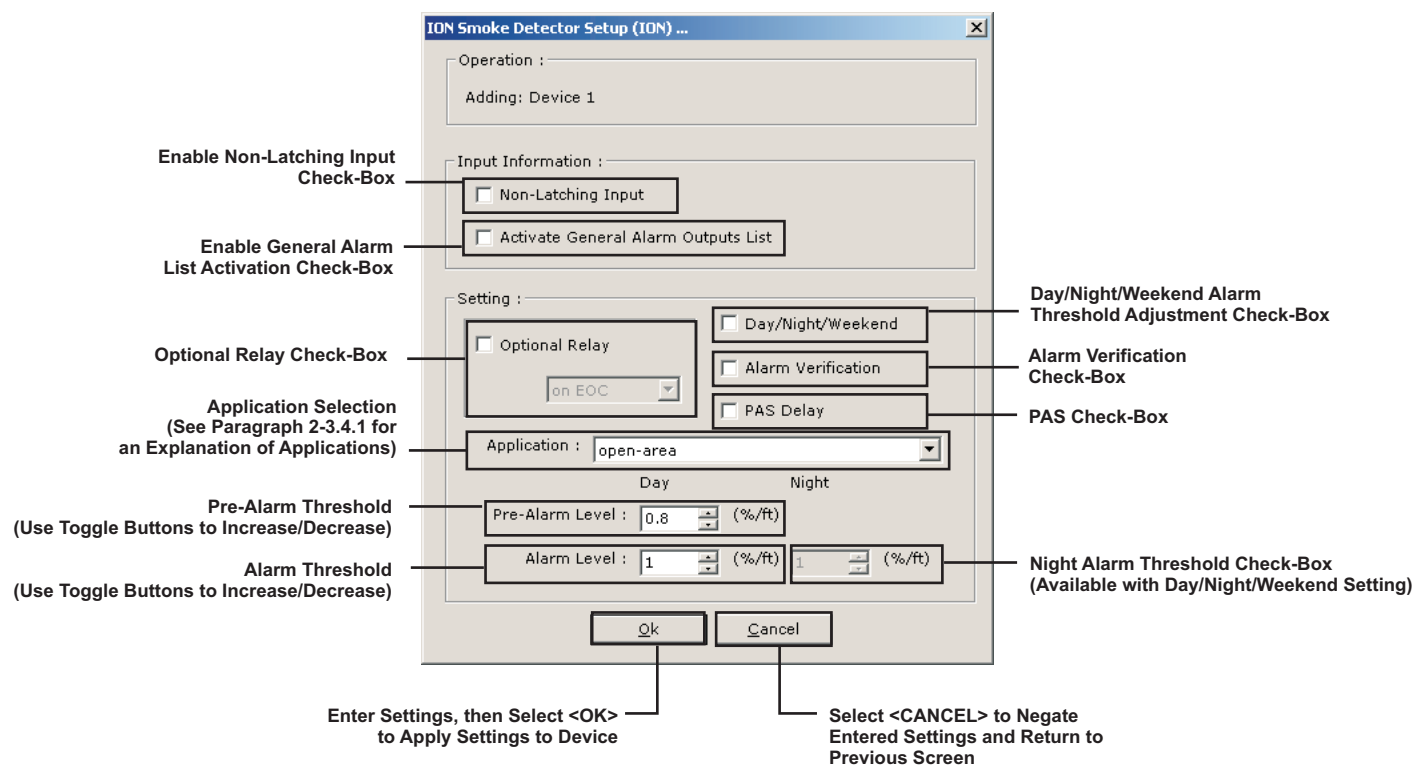 ION Smoke Detector Setup (ION) ...
Operation :
Adding: Device 1
Enable Non-Latching Input
Check-Box
Input Information :
Non-Latching Input
Activate General Alarm Outputs List
Enable General Alarm
List Activation Check-Box
Setting :
Optional Relay
on EOC
Day/Night/Weekend
Alarm Verification
PAS Delay
Day/Night/Weekend Alarm
Threshold Adjustment Check-Box
Optional Relay Check-Box
Alarm Verification
Check-Box
PAS Check-Box
Application Selection
(See Paragraph 2-3.4.1 for
an Explanation of Applications)
Application : open-area
Day Night
Pre-Alarm Threshold
(Use Toggle Buttons to Increase/Decrease)
Pre-Alarm Level : 0.8 (%/ft)
Alarm Threshold
(Use Toggle Buttons to Increase/Decrease)
Alarm Level : 1 (%/ft) 1 (%/ft)
Night Alarm Threshold Check-Box
(Available with Day/Night/Weekend Setting)
Ok Cancel
Enter Settings, then Select <OK>
to Apply Settings to Device
Select <CANCEL> to Negate
Entered Settings and Return to
Previous Screen